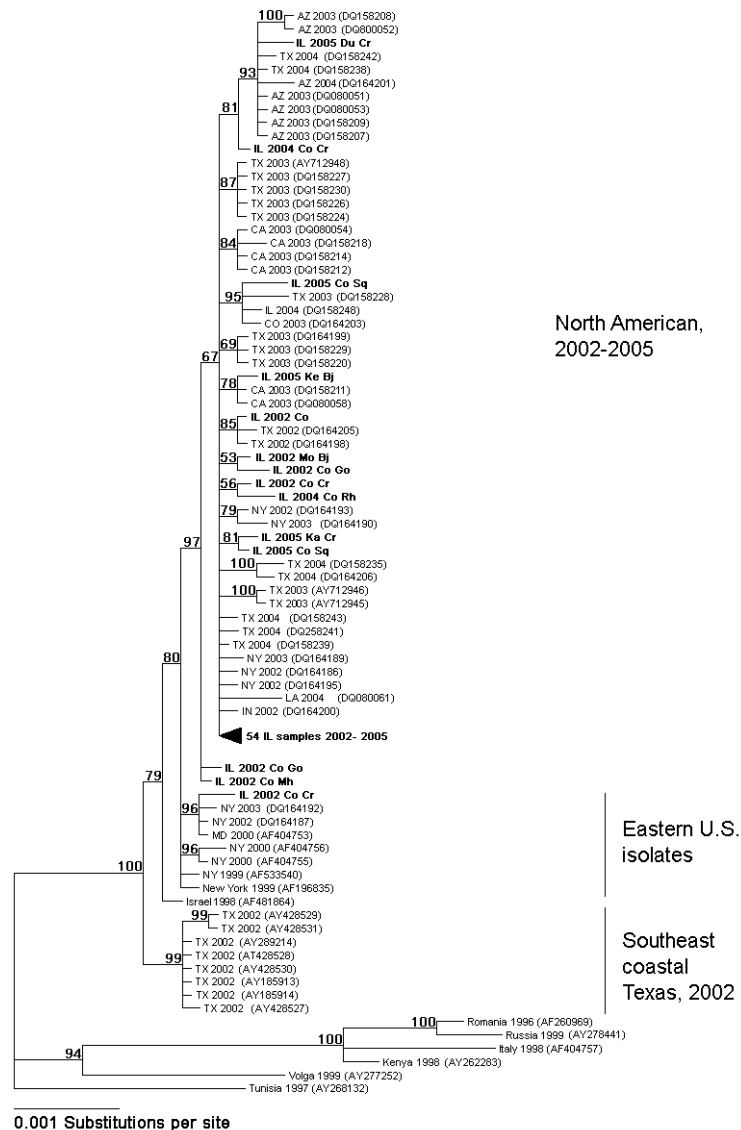 100
AZ 2003 (DQ158208)
AZ 2003 (DQ800052)
IL 2005 Du Cr
TX 2004 (DQ158242)
93
TX 2004 (DQ158238)
AZ 2004 (DQ164201)
AZ 2003 (DQ080051)
81
AZ 2003 (DQ080053)
AZ 2003 (DQ158209)
AZ 2003 (DQ158207)
IL 2004 Co Cr
TX 2003 (AY712948)
TX 2003 (DQ158227)
87
TX 2003 (DQ158230)
TX 2003 (DQ158226)
TX 2003 (DQ158224)
CA 2003 (DQ080054)
84
CA 2003 (DQ158218)
CA 2003 (DQ158214)
CA 2003 (DQ158212)
IL 2005 Co Sq
95
TX 2003 (DQ158228)
IL 2004 (DQ158248)
CO 2003 (DQ164203)
North American,
2002-2005
TX 2003 (DQ164199)
69
TX 2003 (DQ158229)
67
TX 2003 (DQ158220)
IL 2005 Ke Bj
78
CA 2003 (DQ158211)
CA 2003 (DQ080058)
IL 2002 Co
85
TX 2002 (DQ164205)
TX 2002 (DQ164198)
53
IL 2002 Mo Bj
IL 2002 Co Go
56
IL 2002 Co Cr
IL 2004 Co Rh
79
NY 2002 (DQ164193)
NY 2003 (DQ164190)
81
IL 2005 Ka Cr
97
IL 2005 Co Sq
100
TX 2004 (DQ158235)
TX 2004 (DQ164206)
100
TX 2003 (AY712946)
TX 2003 (AY712945)
TX 2004 (DQ158243)
TX 2004 (DQ258241)
TX 2004 (DQ158239)
80
NY 2003 (DQ164189)
NY 2002 (DQ164186)
NY 2002 (DQ164195)
LA 2004 (DQ080061)
IN 2002 (DQ164200)
54 IL samples 2002- 2005
IL 2002 Co Go
79
IL 2002 Co Mh
IL 2002 Co Cr
96
NY 2003 (DQ164192)
NY 2002 (DQ164187)
MD 2000 (AF404753)
96
NY 2000 (AF404756)
NY 2000 (AF404755)
NY 1999 (AF533540)
New York 1999 (AF196835)
Eastern U.S.
isolates
100
Israel 1998 (AF481864)
99
TX 2002 (AY428529)
TX 2002 (AY428531)
TX 2002 (AY289214)
TX 2002 (AT428528)
99
TX 2002 (AY428530)
TX 2002 (AY185913)
TX 2002 (AY185914)
TX 2002 (AY428527)
Southeast
coastal
Texas, 2002
100
Romania 1996 (AF260969)
Russia 1999 (AY278441)
100
Italy 1998 (AF404757)
94
Kenya 1998 (AY262283)
Volga 1999 (AY277252)
Tunisia 1997 (AY268132)
0.001 Substitutions per site